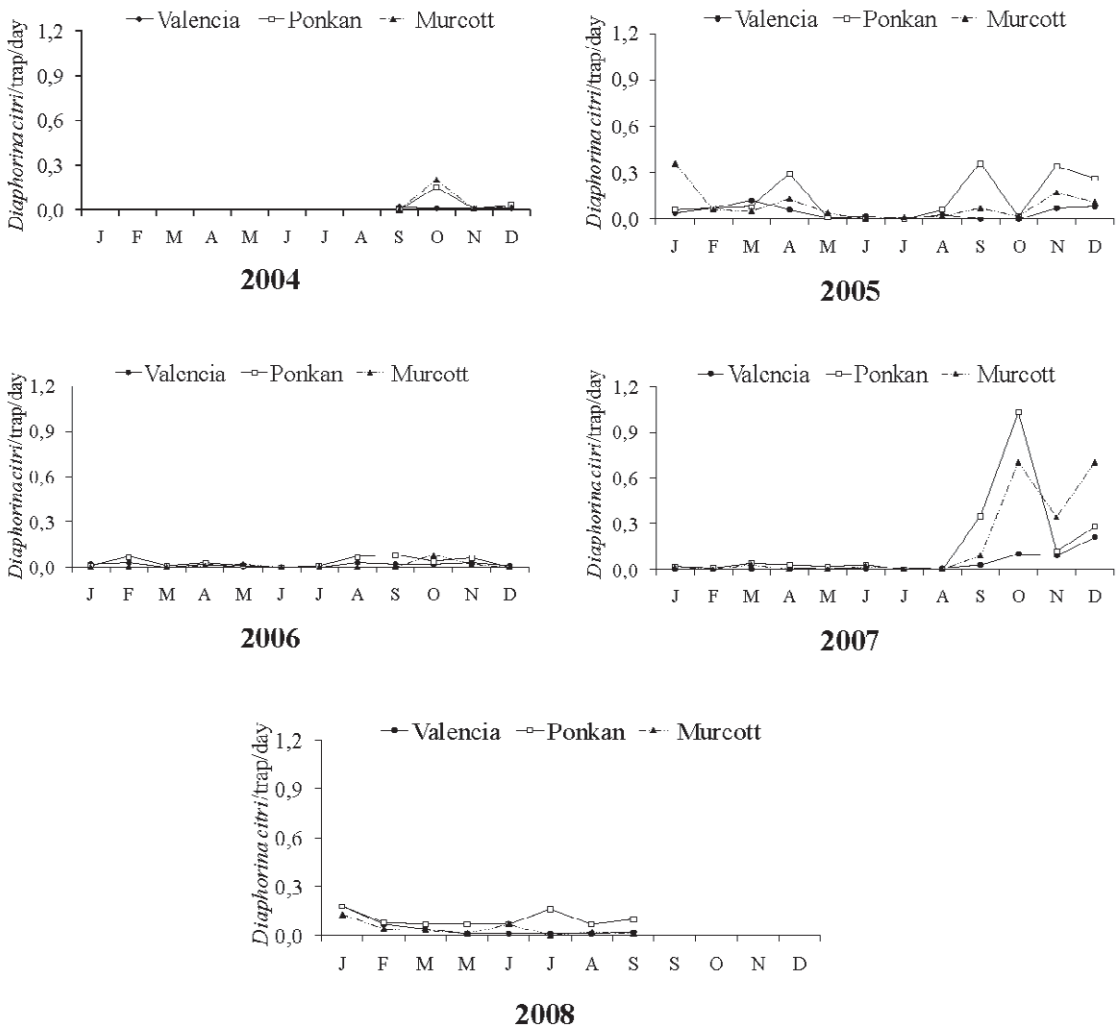 Valencia Ponkan Murcott
Diaphorina citri/trap/day
1,2
0,9
0,6
0,3
0,0
J F M A M J J A S O N D
2004
Valencia Ponkan Murcott
Diaphorina citri/trap/day
1,2
0,9
0,6
0,3
0,0
J F M A M J J A S O N D
2005
Valencia Ponkan Murcott
Diaphorina citri/trap/day
1,2
0,9
0,6
0,3
0,0
J F M A M J J A S O N D
2006
Valencia Ponkan Murcott
Diaphorina citri/trap/day
1,2
0,9
0,6
0,3
0,0
J F M A M J J A S O N D
2007
Valencia Ponkan Murcott
Diaphorina citri/trap/day
1,2
0,9
0,6
0,3
0,0
J F M M J J A S S O N D
2008